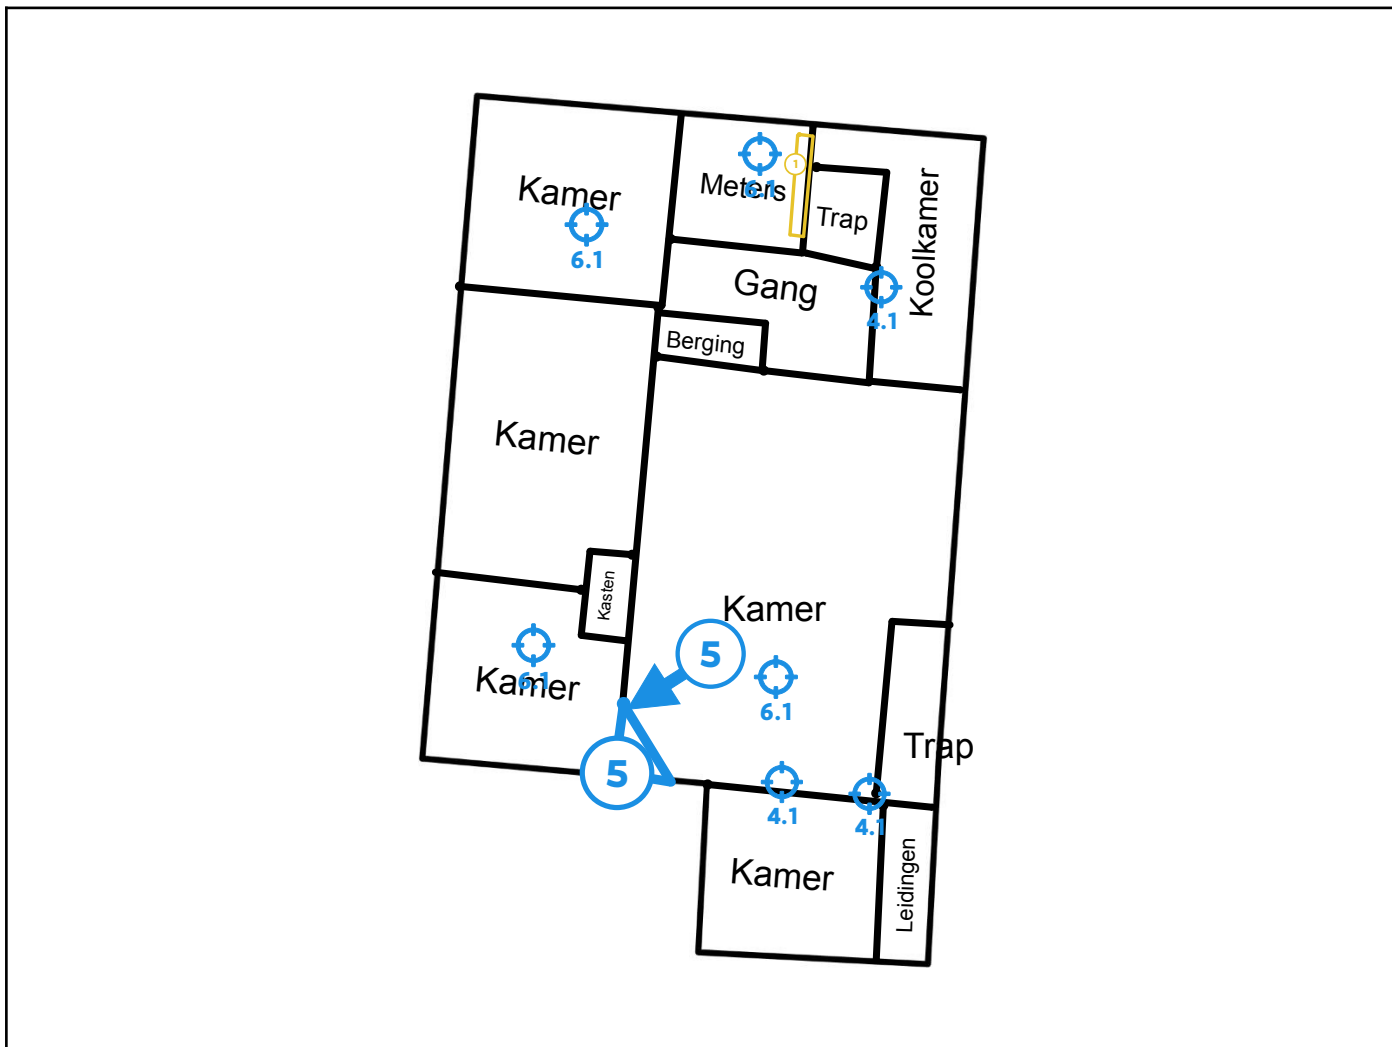 Kamer
6.1
Meters
6.1
1
Trap
Koolkamer
Gang
4.1
Berging
Kamer
Kasten
Kamer
6.1
Kamer
5
6.1
5
Trap
4.1
4.1
Kamer
Leidingen